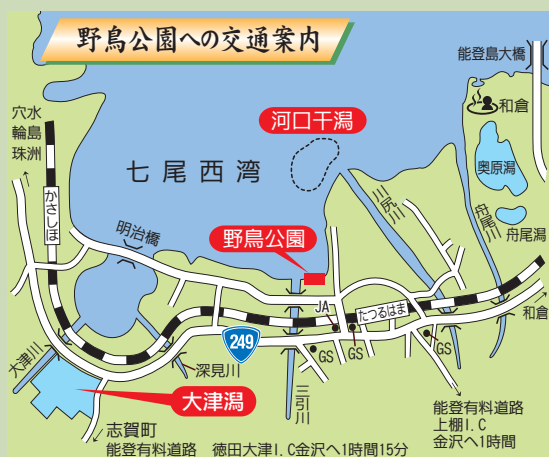 野鳥公園への交通案内
能登島大橋
和倉
奥原潟
舟尾川
舟尾潟
穴水
輪島
珠洲
かさしほ
七尾西湾
河口干潟
川尻川
明治橋
野鳥公園
JA
たつるはま
和倉
249
GS
GS
GS
大津川
深見川
三引川
大津潟
志賀町
能登有料道路 徳田大津I.C金沢へ1時間15分
能登有料道路
上棚I.C
金沢へ1時間